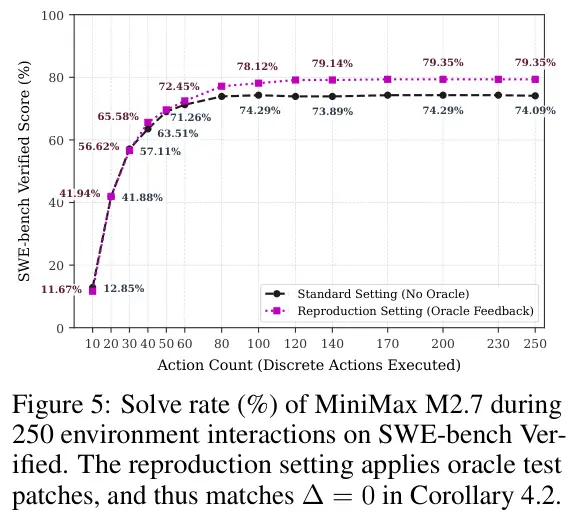 100
80
60
40
20
0
SWE-bench Verified Score (%)
11.67%
12.85%
41.94%
41.88%
56.62%
57.11%
65.58%
63.51%
72.45%
71.26%
78.12%
74.29%
79.14%
73.89%
79.35%
74.29%
79.35%
74.09%
Standard Setting (No Oracle)
Reproduction Setting (Oracle Feedback)
10 20 30 40 50 60 80 100 120 140 170 200 230 250
Action Count (Discrete Actions Executed)
Figure 5: Solve rate (%) of MiniMax M2.7 during
250 environment interactions on SWE-bench Ver-
ified. The reproduction setting applies oracle test
patches, and thus matches Δ = 0 in Corollary 4.2.